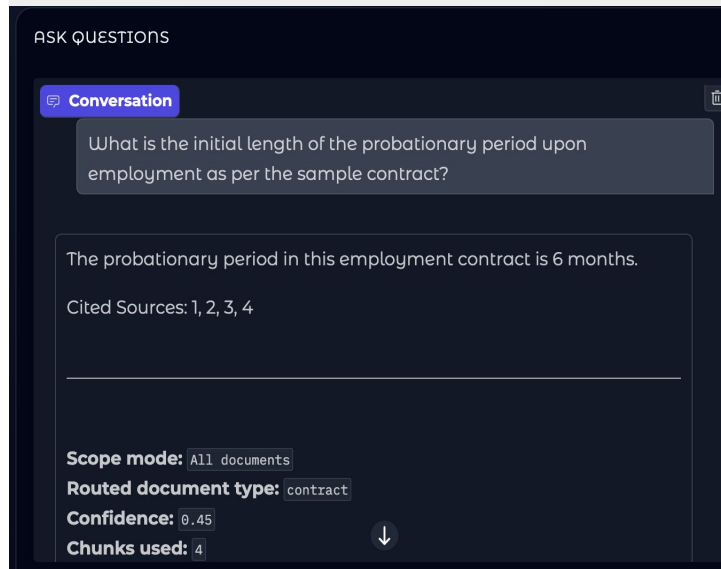 ASK QUESTIONS
Conversation
What is the initial length of the probationary period upon
employment as per the sample contract?
The probationary period in this employment contract is 6 months.
Cited Sources: 1, 2, 3, 4
Scope mode: All documents
Routed document type: contract
Confidence: 0.45
Chunks used: 4